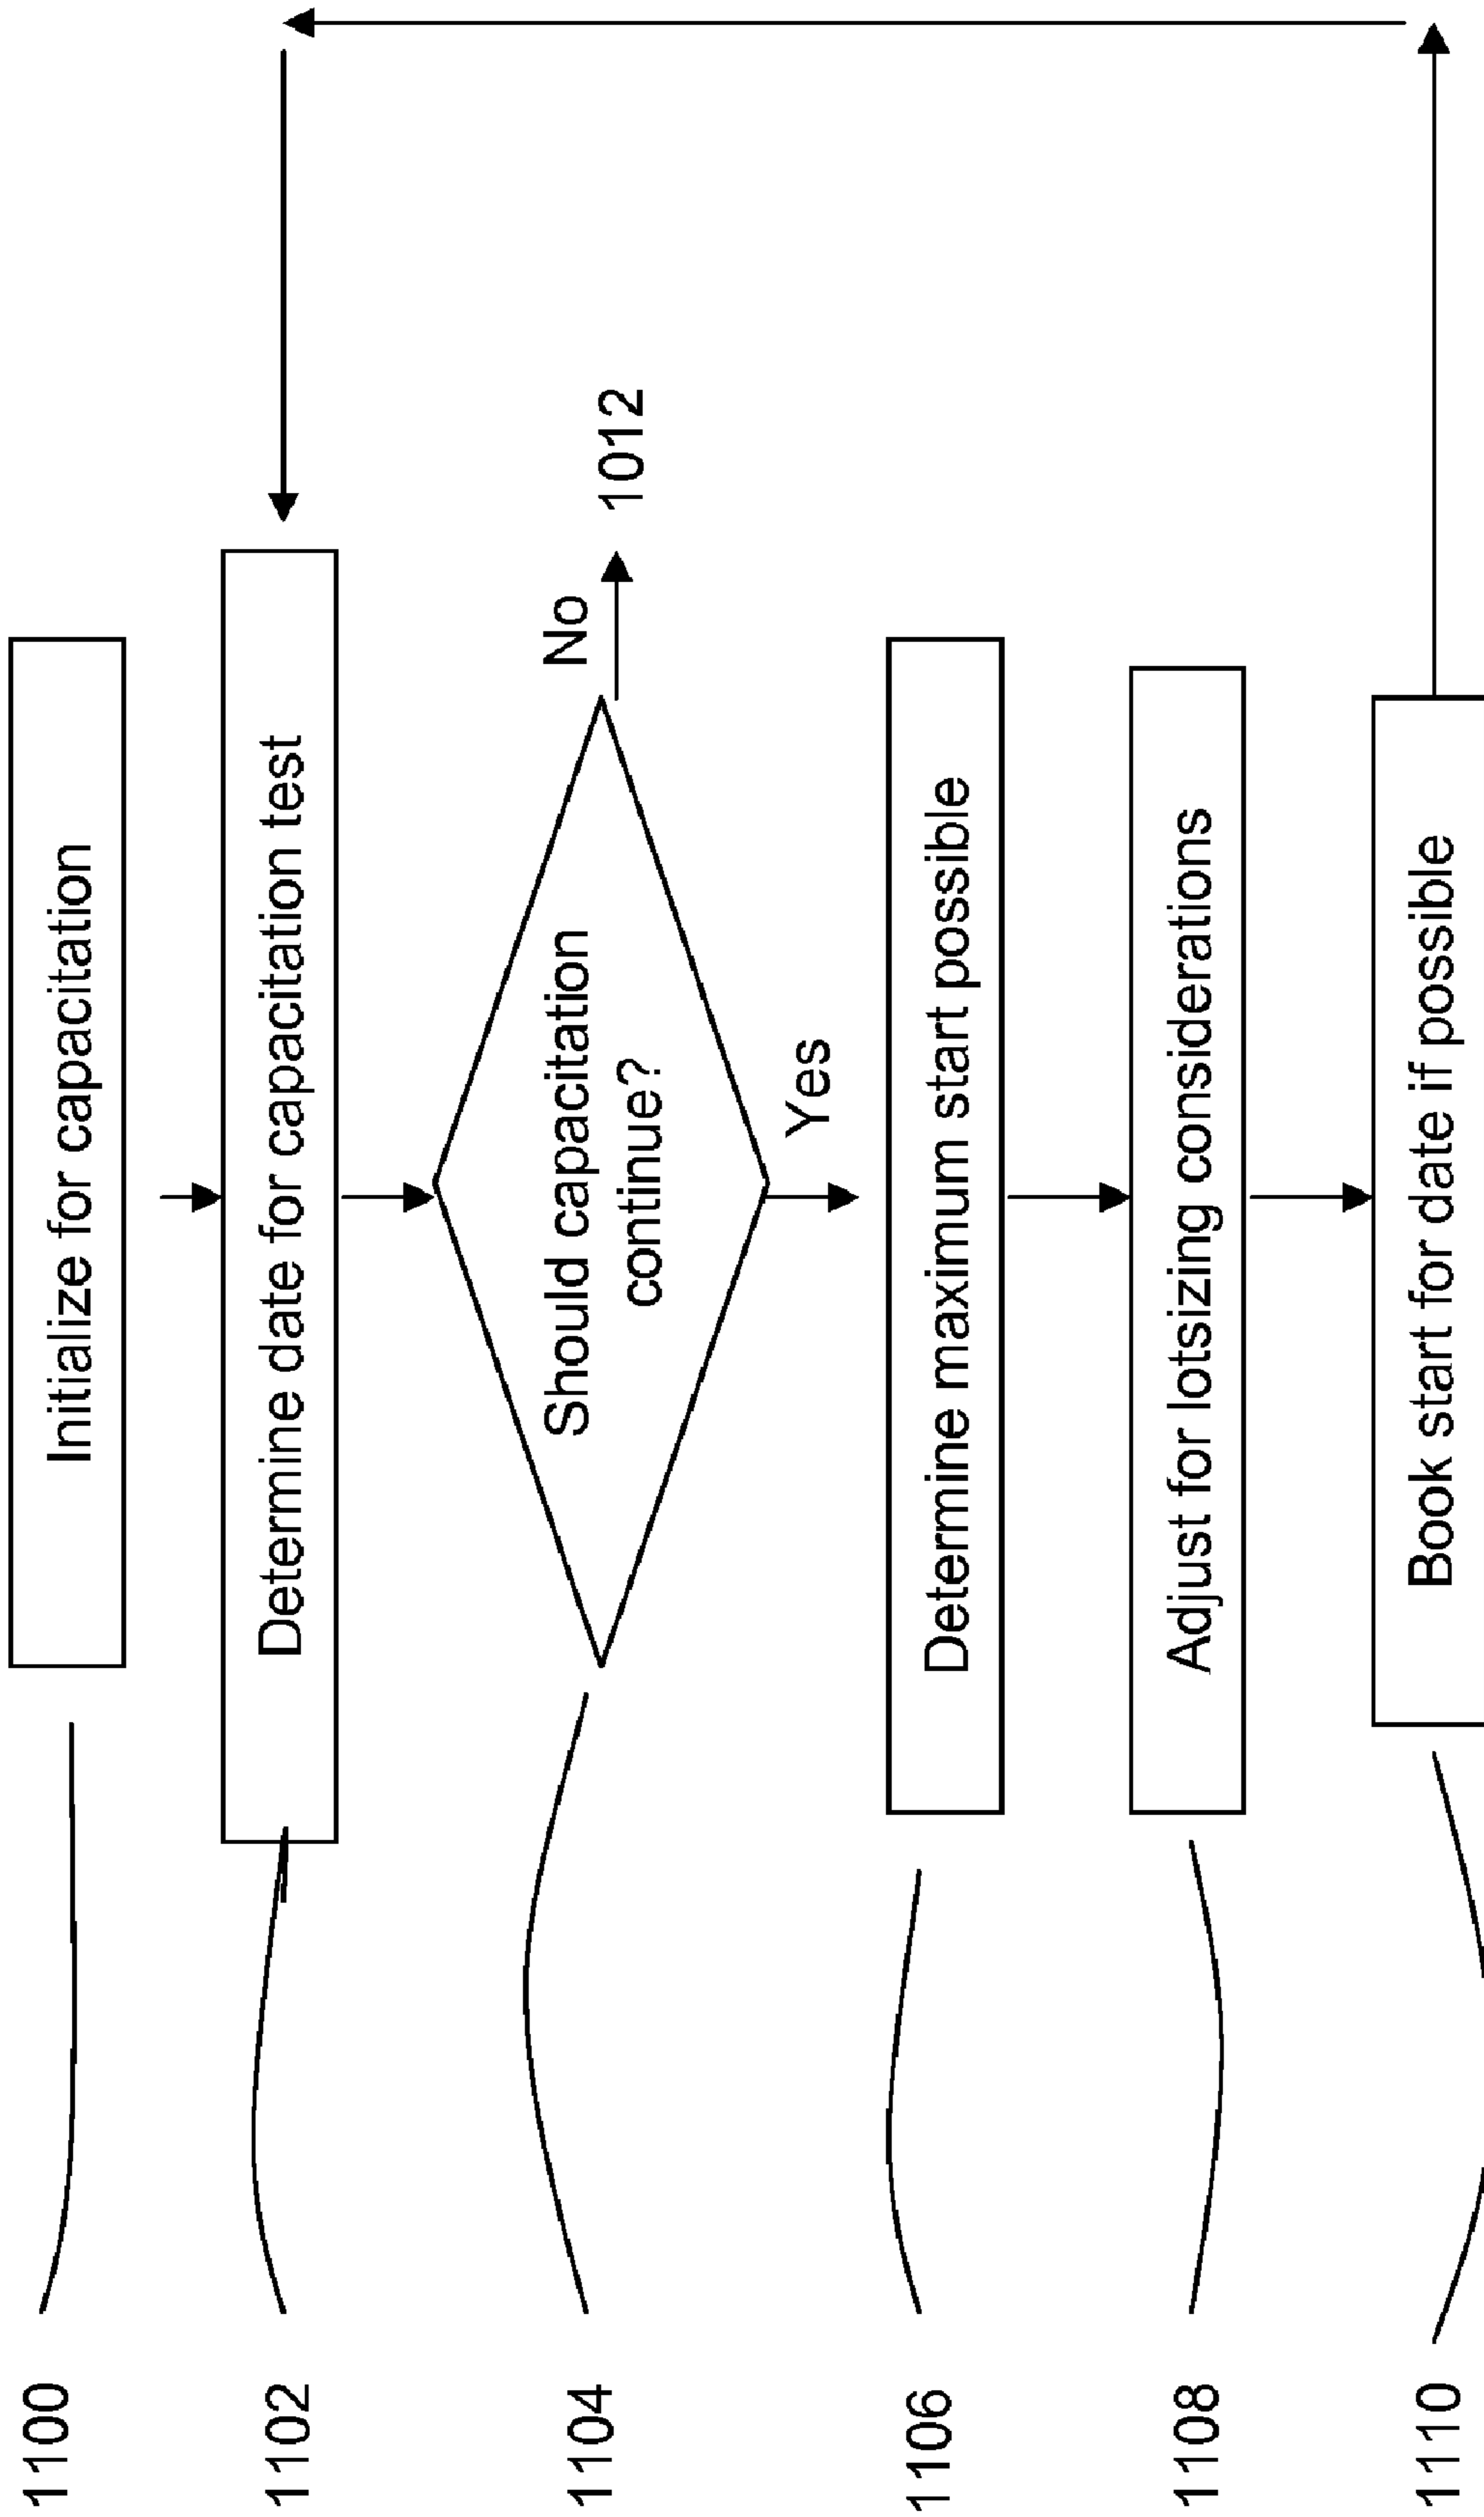 1100
Initialize for capacitation
1102
Determine date for capacitation test
1104
Should capacitation
continue?
No
1012
Yes
1106
Determine maximum start possible
1108
Adjust for lotsizing considerations
1110
Book start for date if possible